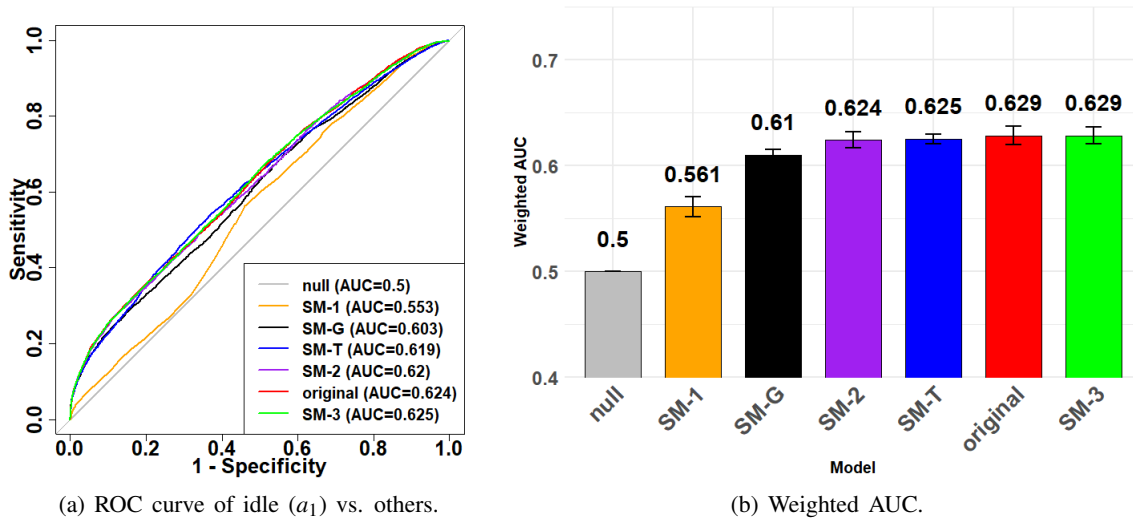 Sensitivity
0.0 0.2 0.4 0.6 0.8 1.0
null (AUC=0.5)
SM-1 (AUC=0.553)
SM-G (AUC=0.603)
SM-T (AUC=0.619)
SM-2 (AUC=0.62)
original (AUC=0.624)
SM-3 (AUC=0.625)
0.0 0.2 0.4 0.6 0.8 1.0
1 - Specificity
(a) ROC curve of idle (a1) vs. others.
Weighted AUC
0.7
0.6
0.5
0.4
0.5
0.561
0.61
0.624
0.625
0.629
0.629
null
SM-1
SM-G
SM-2
SM-T
original
SM-3
Model
(b) Weighted AUC.